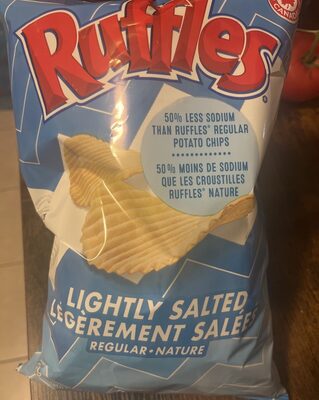 CANADA
Ruffles®
50% LESS SODIUM
THAN RUFFLES® REGULAR
POTATO CHIPS
50% MOINS DE SODIUM
QUE LES CROUSTILLES
RUFFLES® NATURE
LIGHTLY SALTED
LÉGÈREMENT SALÉES
REGULAR • NATURE